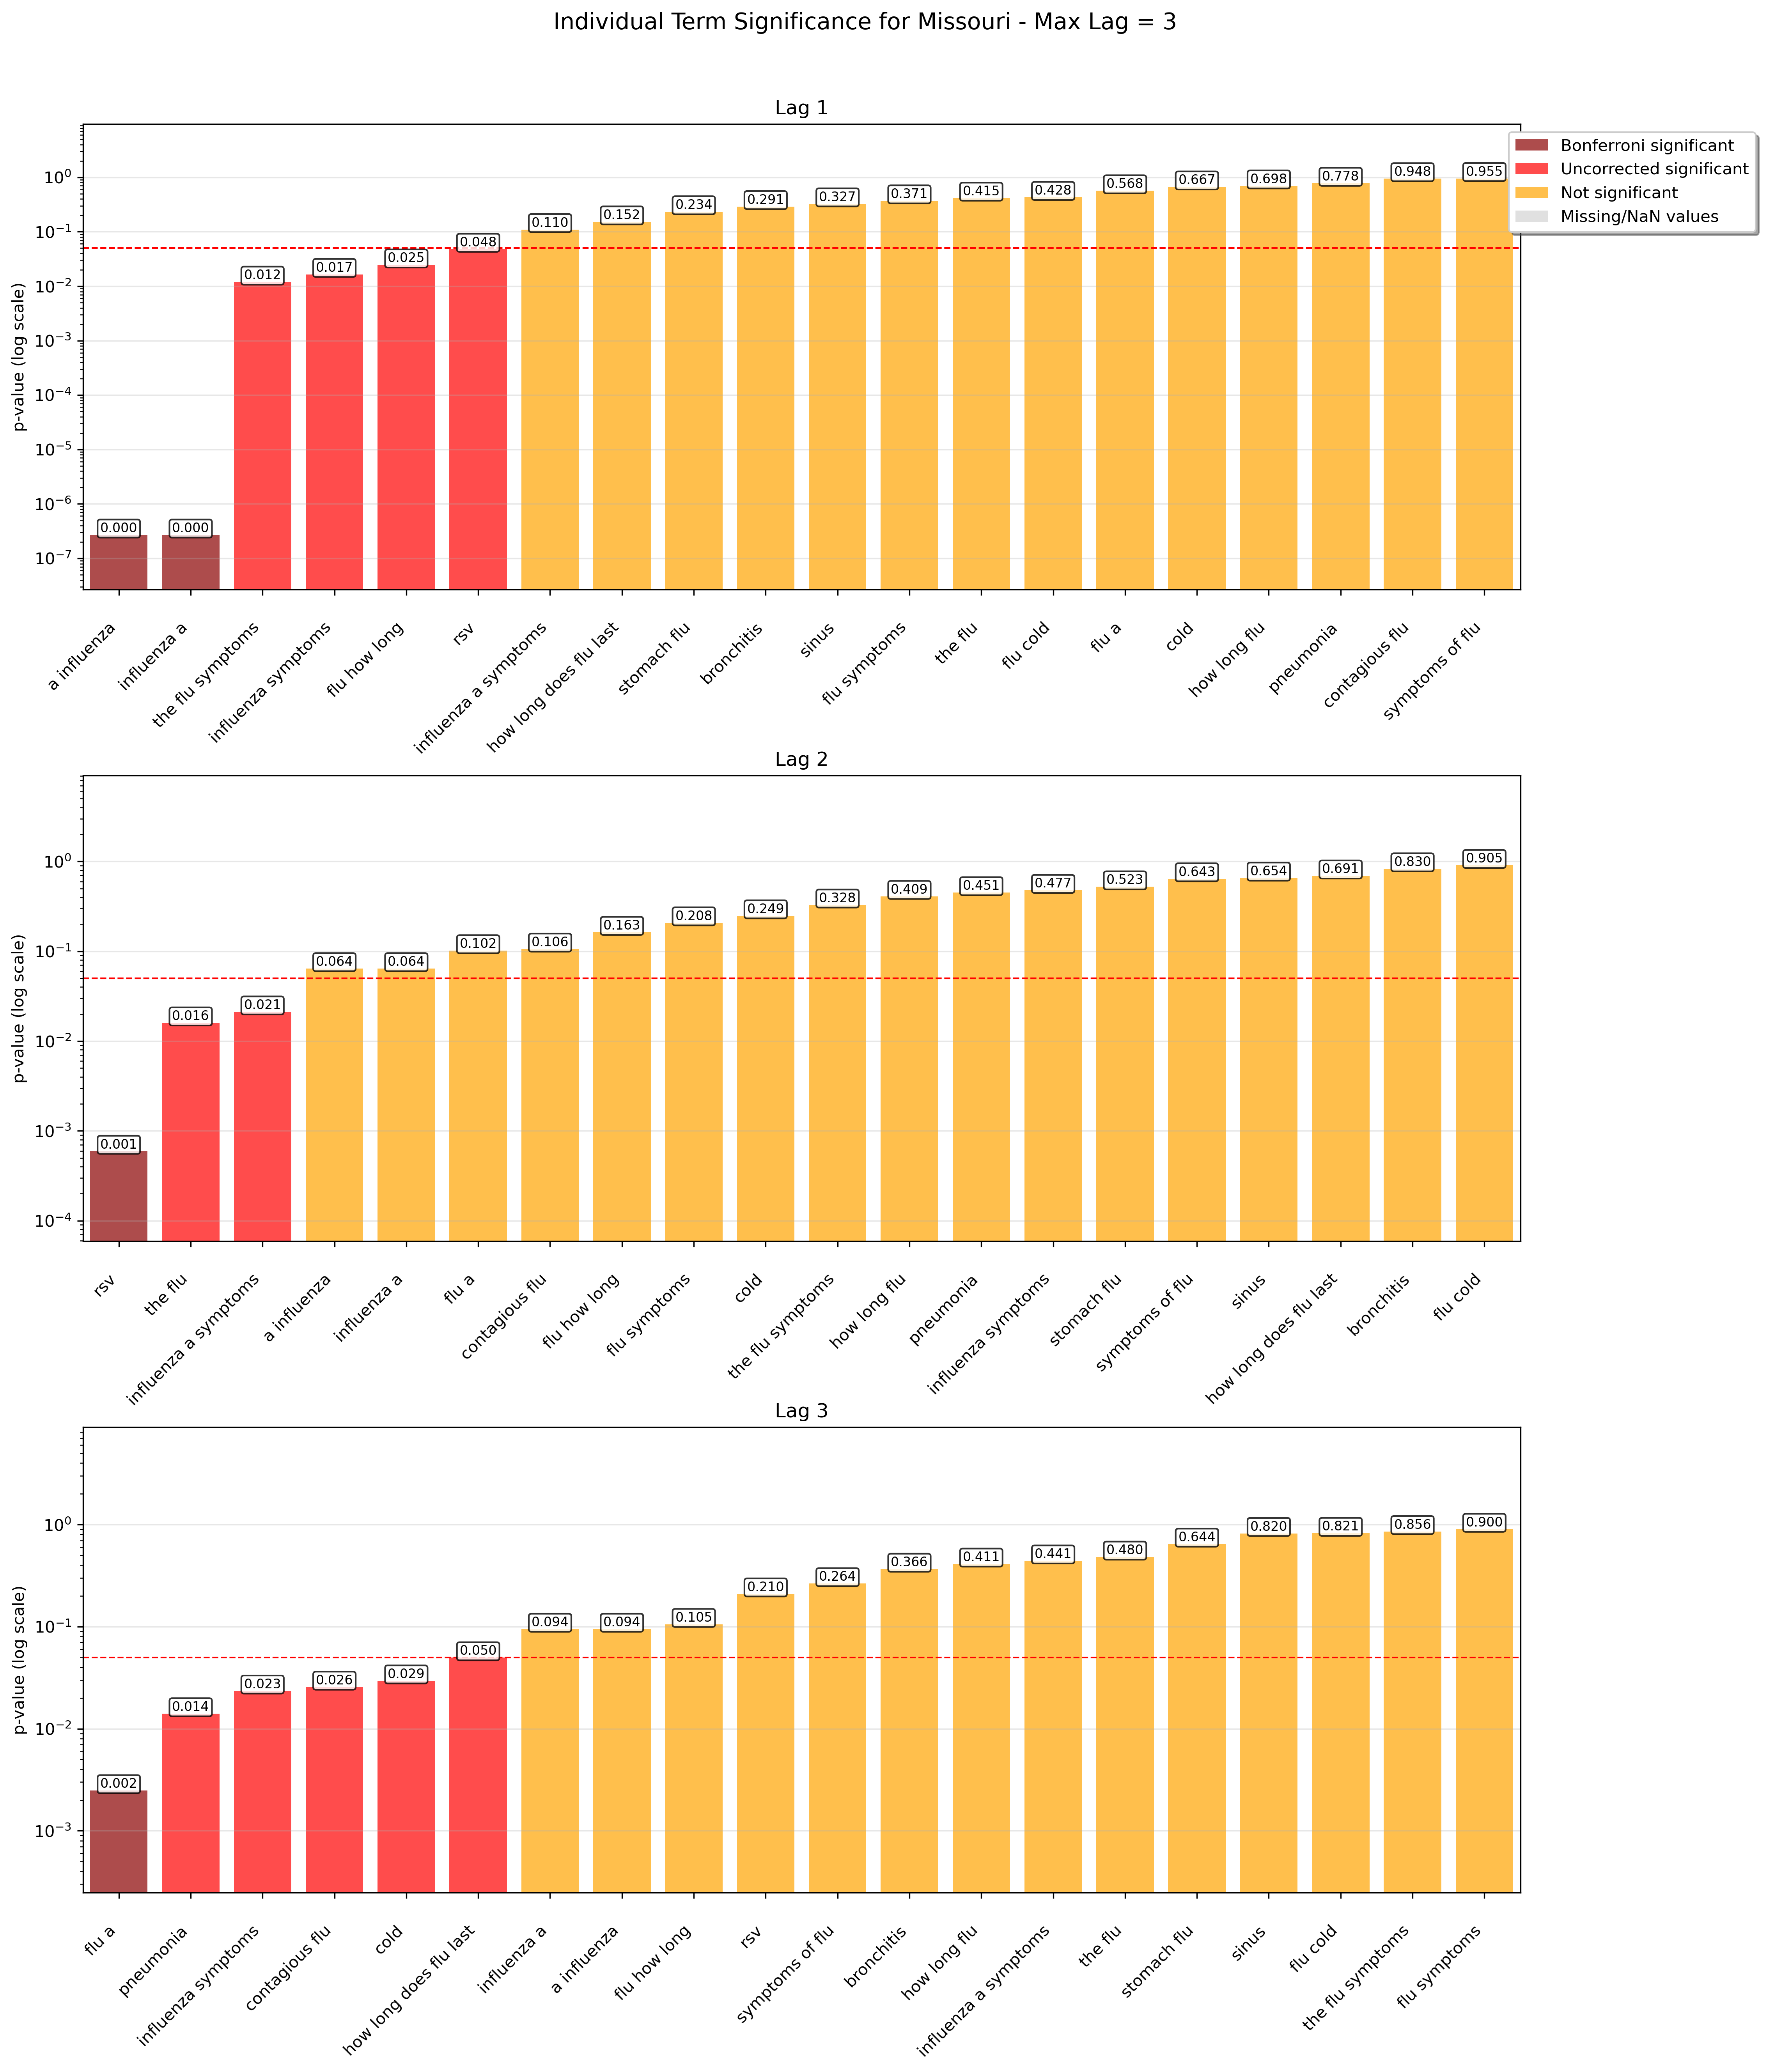 Individual Term Significance for Missouri - Max Lag = 3
Lag 1
Bonferroni significant
Uncorrected significant
Not significant
Missing/NaN values
p-value (log scale)
10⁰
10⁻¹
10⁻²
10⁻³
10⁻⁴
10⁻⁵
10⁻⁶
10⁻⁷
0.000 0.000 0.012 0.017 0.025 0.048 0.110 0.152 0.234 0.291 0.327 0.371 0.415 0.428 0.568 0.667 0.698 0.778 0.948 0.955
a influenza
influenza a
the flu symptoms
influenza symptoms
flu how long
rsv
influenza a symptoms
how long does flu last
stomach flu
bronchitis
sinus
flu symptoms
the flu
flu cold
flu a
cold
how long flu
pneumonia
contagious flu
symptoms of flu
Lag 2
p-value (log scale)
10⁰
10⁻¹
10⁻²
10⁻³
10⁻⁴
0.001 0.016 0.021 0.064 0.064 0.102 0.106 0.163 0.208 0.249 0.328 0.409 0.451 0.477 0.523 0.643 0.654 0.691 0.830 0.905
rsv
the flu
influenza a symptoms
a influenza
influenza a
flu a
contagious flu
flu how long
flu symptoms
cold
the flu symptoms
how long flu
pneumonia
influenza symptoms
stomach flu
symptoms of flu
sinus
how long does flu last
bronchitis
flu cold
Lag 3
p-value (log scale)
10⁰
10⁻¹
10⁻²
10⁻³
0.002 0.014 0.023 0.026 0.029 0.050 0.094 0.094 0.105 0.210 0.264 0.366 0.411 0.441 0.480 0.644 0.820 0.821 0.856 0.900
flu a
pneumonia
influenza symptoms
contagious flu
cold
how long does flu last
influenza a
a influenza
flu how long
rsv
symptoms of flu
bronchitis
how long flu
influenza a symptoms
the flu
stomach flu
sinus
flu cold
the flu symptoms
flu symptoms